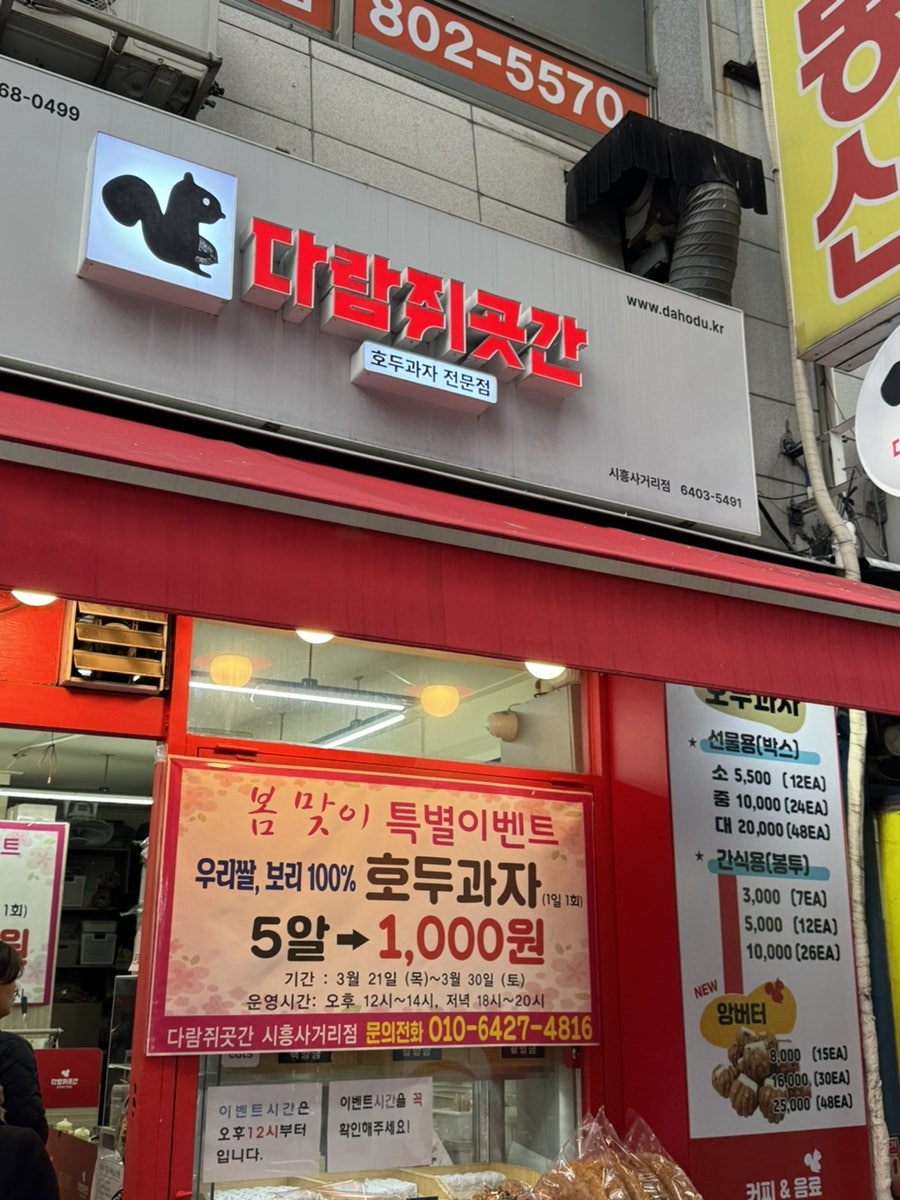 802-5570
68-0499
다람쥐곳간
호두과자 전문점
www.dahodu.kr
시흥사거리점 6403-5491
호두과자
선물용(박스)
소 5,500 (12EA)
중 10,000 (24EA)
대 20,000 (48EA)
간식용(봉투)
3,000 (7EA)
5,000 (12EA)
10,000 (26EA)
NEW
앙버터
8,000 (15EA)
16,000 (30EA)
25,000 (48EA)
커피 & 음료
봄맞이 특별이벤트
우리쌀, 보리 100% 호두과자 (1일 1회)
5알 → 1,000원
기간 : 3월 21일 (목)~3월 30일 (토)
운영시간: 오후 12시~14시, 저녁 18시~20시
다람쥐곳간 시흥사거리점 문의전화 010-6427-4816
트
1회)
원
다람쥐곳간
이벤트시간은
오후12시부터
입니다.
이벤트시간을 꼭
확인해주세요!